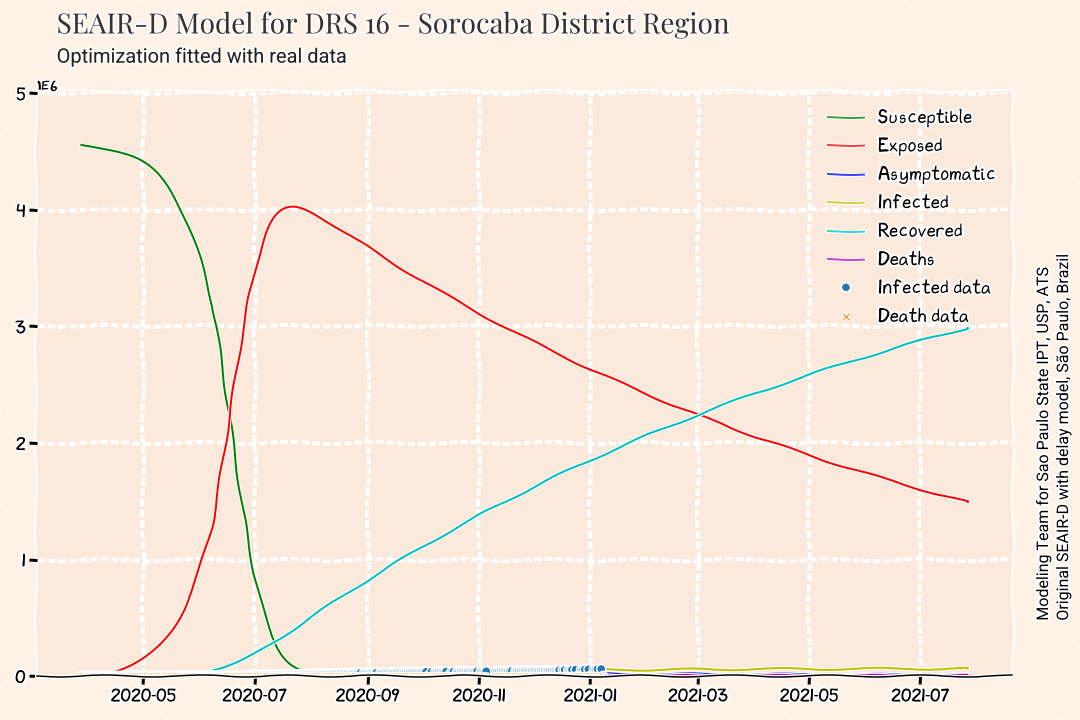 SEAIR-D Model for DRS 16 - Sorocaba District Region
Optimization fitted with real data
1E6
5
4
3
2
1
0
Susceptible
Exposed
Asymptomatic
Infected
Recovered
Deaths
Infected data
Death data
2020-05 2020-07 2020-09 2020-11 2021-01 2021-03 2021-05 2021-07
Modeling Team for Sao Paulo State IPT, USP, ATS
Original SEAIR-D with delay model, São Paulo, Brazil